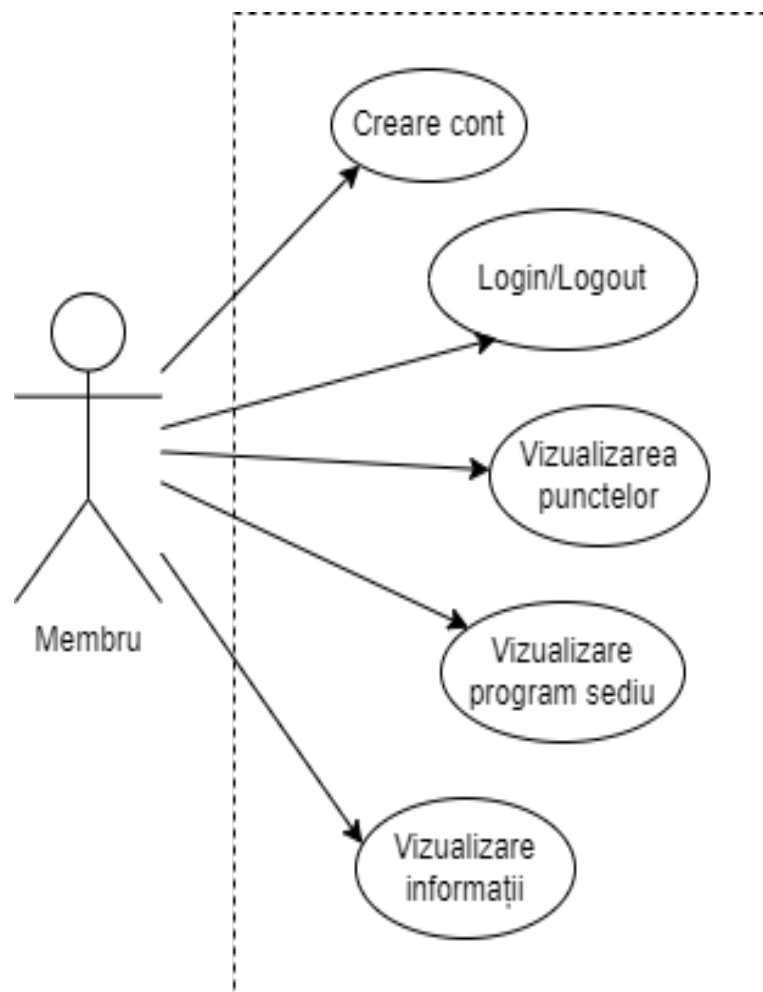 Creare cont
Login/Logout
Vizualizarea
punctelor
Membru
Vizualizare
program sediu
Vizualizare
informații